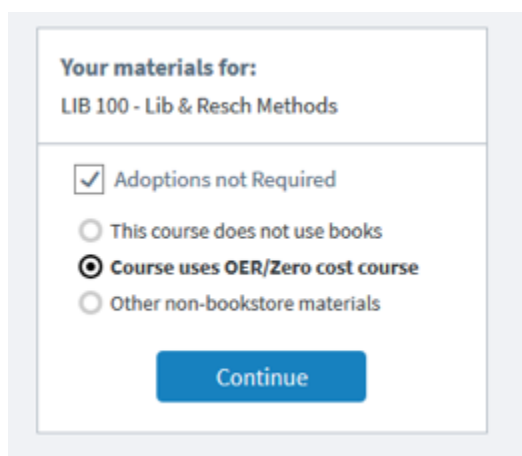 Your materials for:
LIB 100 - Lib & Resch Methods
Adoptions not Required
This course does not use books
Course uses OER/Zero cost course
Other non-bookstore materials
Continue